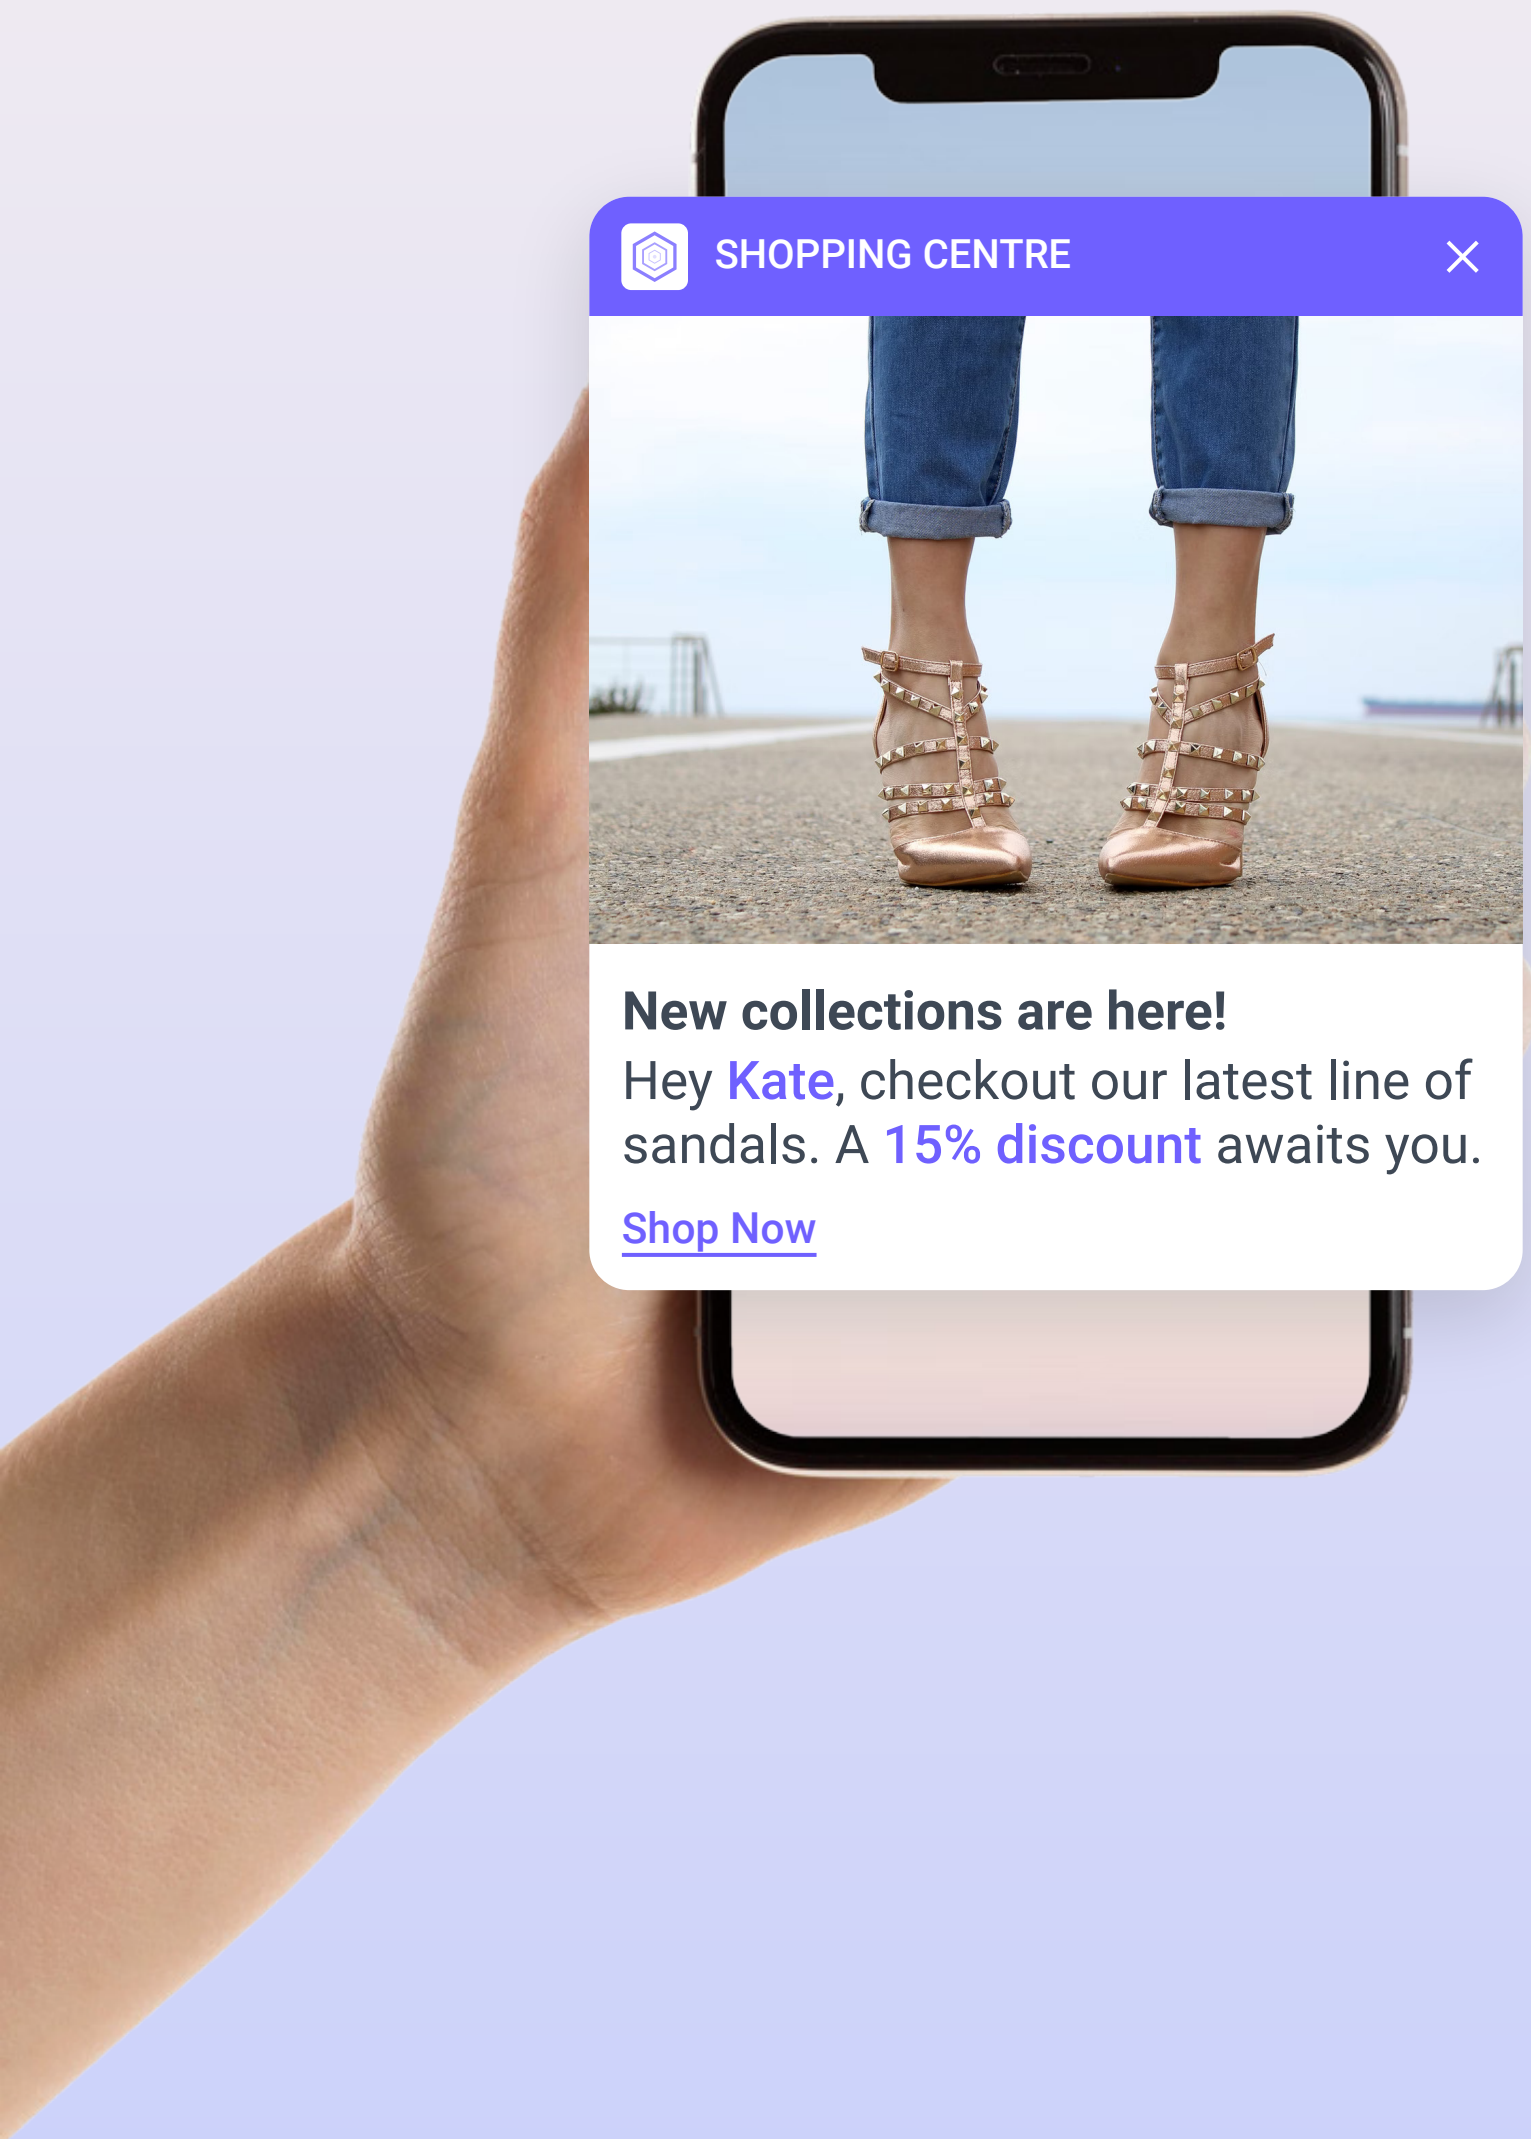 SHOPPING CENTRE
New collections are here!
Hey Kate, checkout our latest line of
sandals. A 15% discount awaits you.
Shop Now